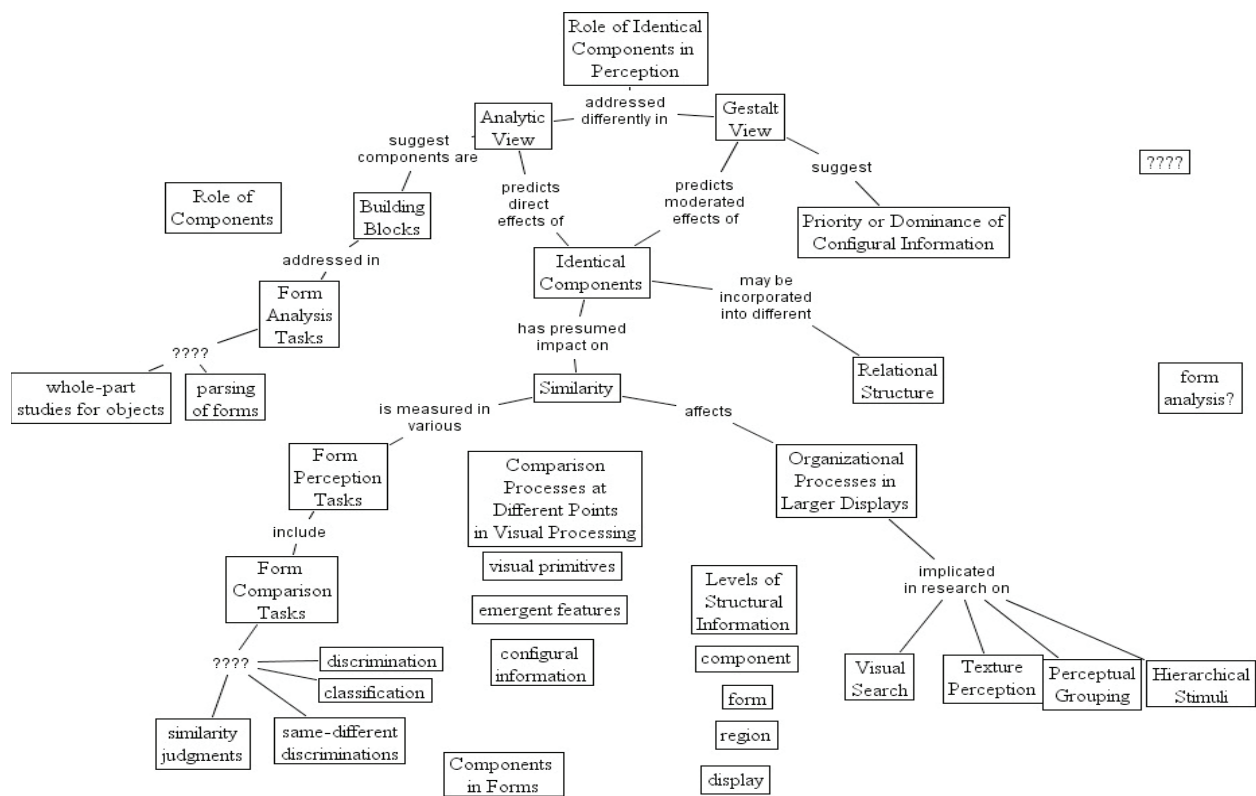 Role of Identical
Components in
Perception
addressed
differently in
Analytic
View
Gestalt
View
suggest
components are
suggest
????
predicts
direct
effects of
predicts
moderated
effects of
Role of
Components
Building
Blocks
Priority or Dominance of
Configural Information
addressed in
Identical
Components
may be
incorporated
into different
Form
Analysis
Tasks
has presumed
impact on
????
whole-part
studies for objects
parsing
of forms
Similarity
Relational
Structure
form
analysis?
is measured in
various
affects
Form
Perception
Tasks
Comparison
Processes at
Different Points
in Visual Processing
Organizational
Processes in
Larger Displays
include
visual primitives
Form
Comparison
Tasks
emergent features
Levels of
Structural
Information
implicated
in research on
configural
information
component
????
discrimination
classification
form
Visual
Search
Texture
Perception
Perceptual
Grouping
Hierarchical
Stimuli
similarity
judgments
same-different
discriminations
region
Components
in Forms
display